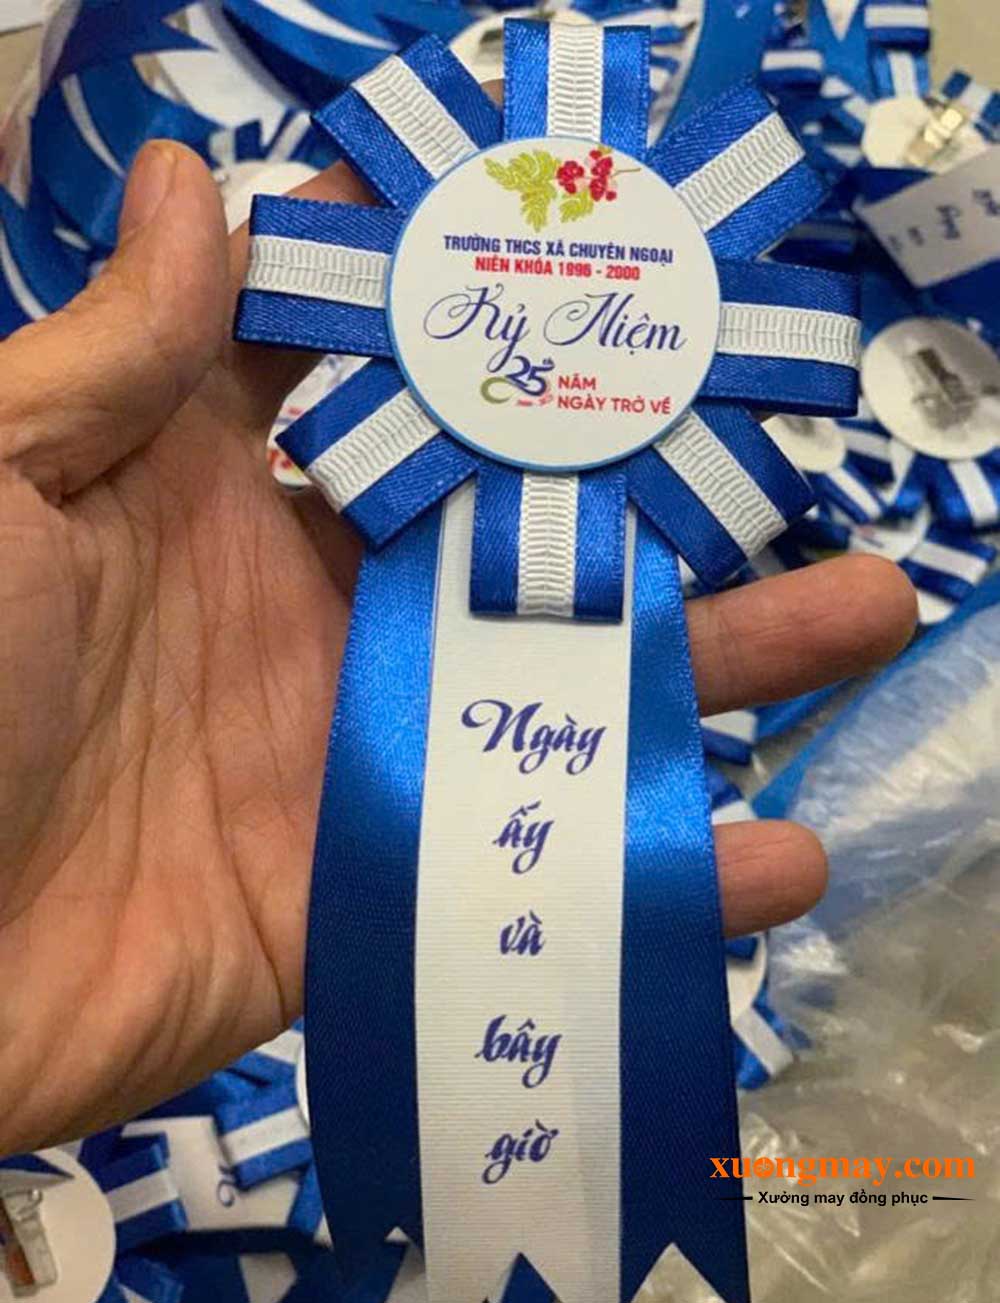 TRƯỜNG THCS XÃ CHUYÊN NGOẠI
NIÊN KHÓA 1996 - 2000
Kỷ Niệm
25th NĂM
NGÀY TRỞ VỀ
Ngày
ấy
và
bây
giờ
xuongmay.com
Xưởng may đồng phục